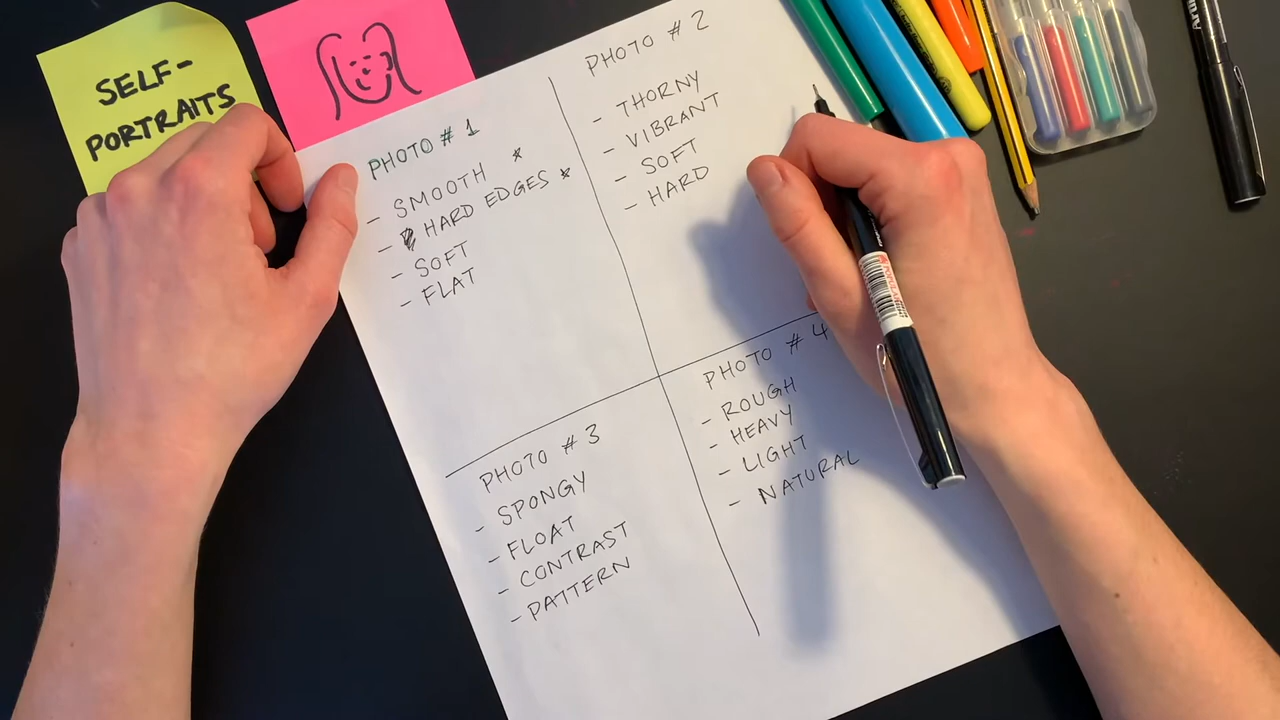 SELF-
PORTRAITS
PHOTO # 1
- SMOOTH *
- HARD EDGES *
- SOFT
- FLAT
PHOTO # 2
- THORNY
- VIBRANT
- SOFT
- HARD
PHOTO # 3
- SPONGY
- FLOAT
- CONTRAST
- PATTERN
PHOTO # 4
- ROUGH
- HEAVY
- LIGHT
- NATURAL